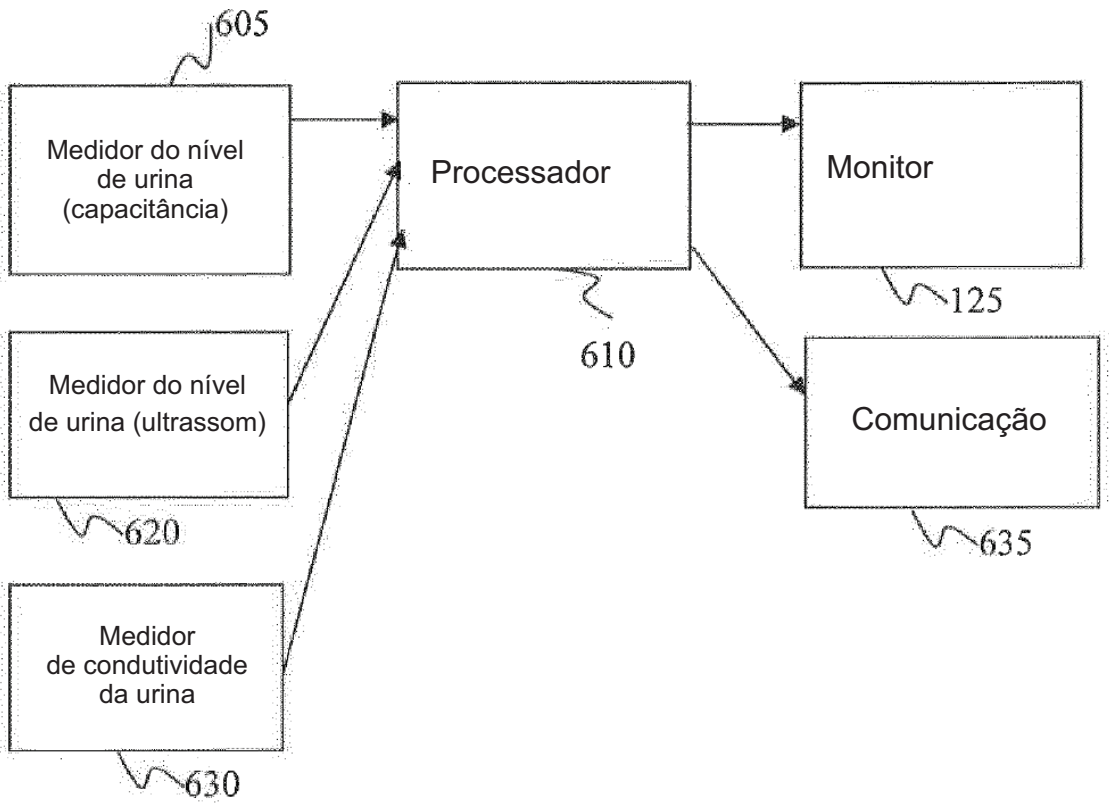 605
Medidor do nível
de urina
(capacitância)
Processador
610
Monitor
125
Medidor do nível
de urina (ultrassom)
620
Comunicação
635
Medidor
de condutividade
da urina
630